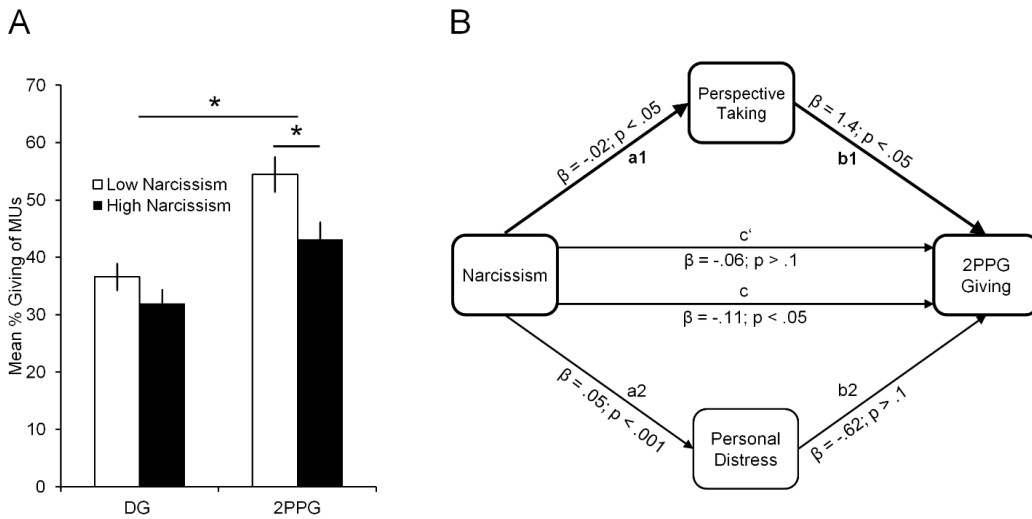 A
70
60
50
40
30
20
10
0
Mean % Giving of MUs
*
*
Low Narcissism
High Narcissism
DG
2PPG
B
Perspective
Taking
β = -.02; p < .05
a1
β = 1.4; p < .05
b1
Narcissism
c‘
β = -.06; p > .1
c
β = -.11; p < .05
2PPG
Giving
a2
β = .05; p < .001
b2
β = -.62; p > .1
Personal
Distress